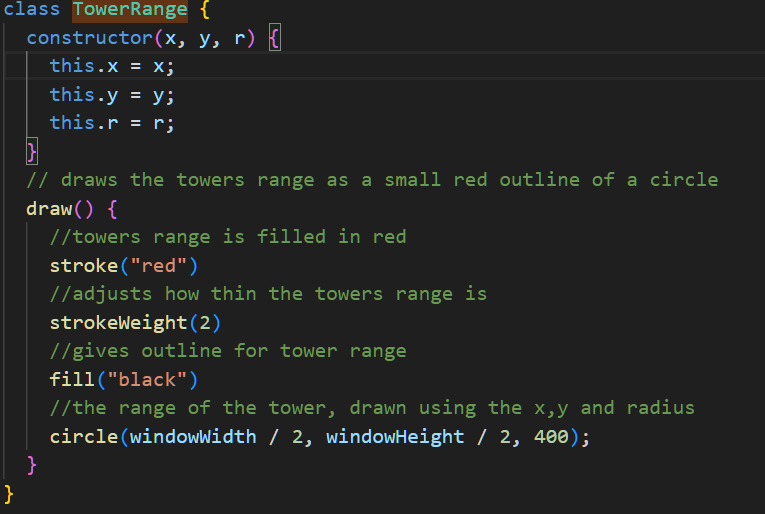 class TowerRange {
constructor(x, y, r) {
this.x = x;
this.y = y;
this.r = r;
}
// draws the towers range as a small red outline of a circle
draw() {
//towers range is filled in red
stroke("red")
//adjusts how thin the towers range is
strokeWeight(2)
//gives outline for tower range
fill("black")
//the range of the tower, drawn using the x,y and radius
circle(windowWidth / 2, windowHeight / 2, 400);
}
}